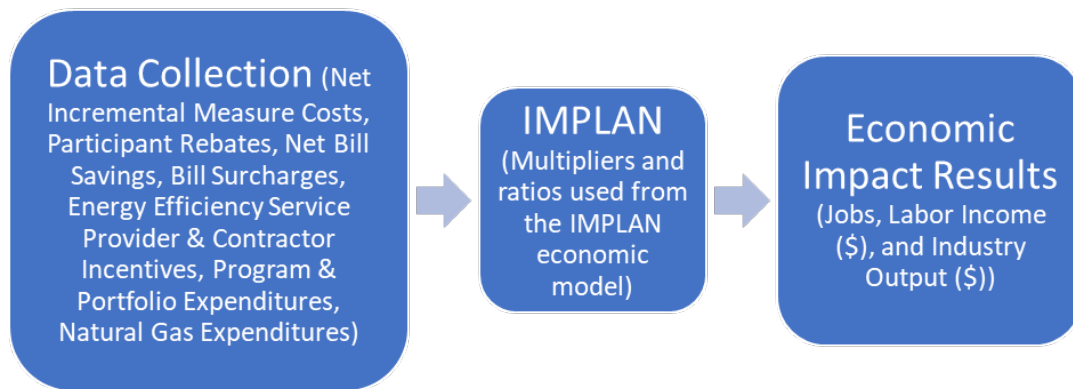 Data Collection (Net
Incremental Measure Costs,
Participant Rebates, Net Bill
Savings, Bill Surcharges,
Energy Efficiency Service
Provider & Contractor
Incentives, Program &
Portfolio Expenditures,
Natural Gas Expenditures)
IMPLAN
(Multipliers and
ratios used from
the IMPLAN
economic
model)
Economic
Impact Results
(Jobs, Labor Income
($), and Industry
Output ($))